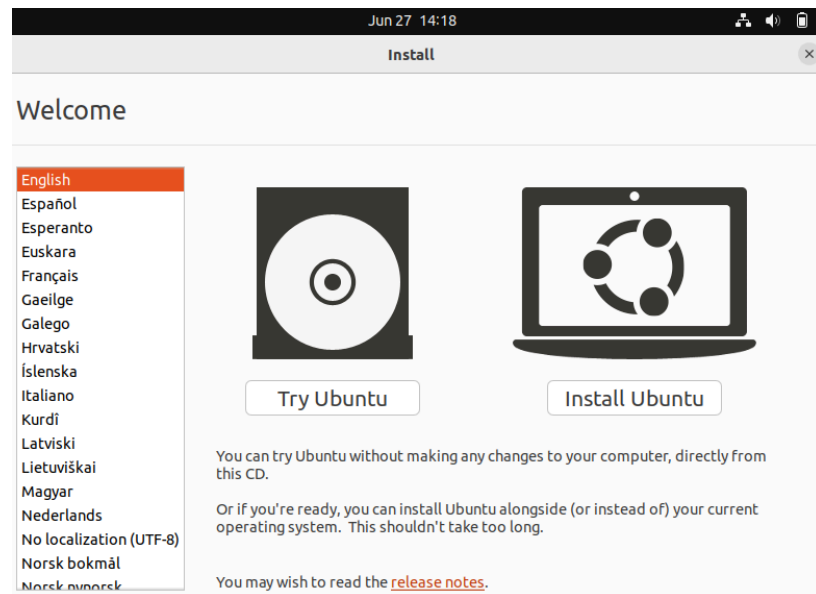 Jun 27 14:18
Install
Welcome
English
Español
Esperanto
Euskara
Français
Gaeilge
Galego
Hrvatski
Íslenska
Italiano
Kurdî
Latviski
Lietuviškai
Magyar
Nederlands
No localization (UTF-8)
Norsk bokmål
Norsk nynorsk
Try Ubuntu
Install Ubuntu
You can try Ubuntu without making any changes to your computer, directly from
this CD.
Or if you're ready, you can install Ubuntu alongside (or instead of) your current
operating system. This shouldn't take too long.
You may wish to read the release notes.